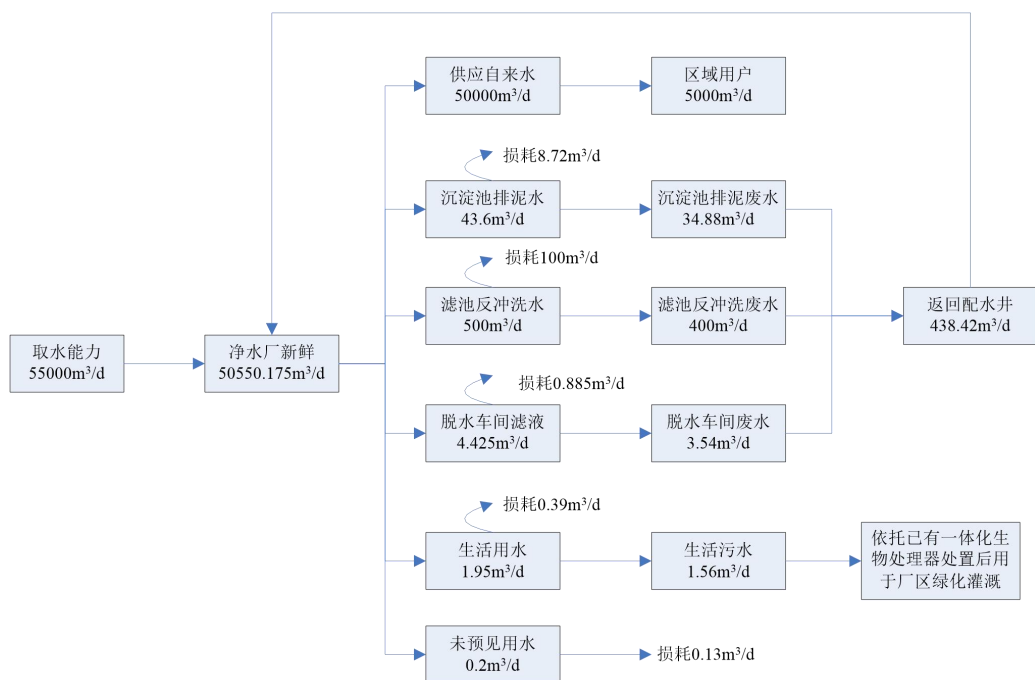 供应自来水
50000m³/d
区域用户
5000m³/d
损耗8.72m³/d
沉淀池排泥水
43.6m³/d
沉淀池排泥废水
34.88m³/d
损耗100m³/d
滤池反冲洗水
500m³/d
滤池反冲洗废水
400m³/d
返回配水井
438.42m³/d
取水能力
55000m³/d
净水厂新鲜
50550.175m³/d
损耗0.885m³/d
脱水车间滤液
4.425m³/d
脱水车间废水
3.54m³/d
损耗0.39m³/d
生活用水
1.95m³/d
生活污水
1.56m³/d
依托已有一体化生
物处理器处置后用
于厂区绿化灌溉
未预见用水
0.2m³/d
损耗0.13m³/d